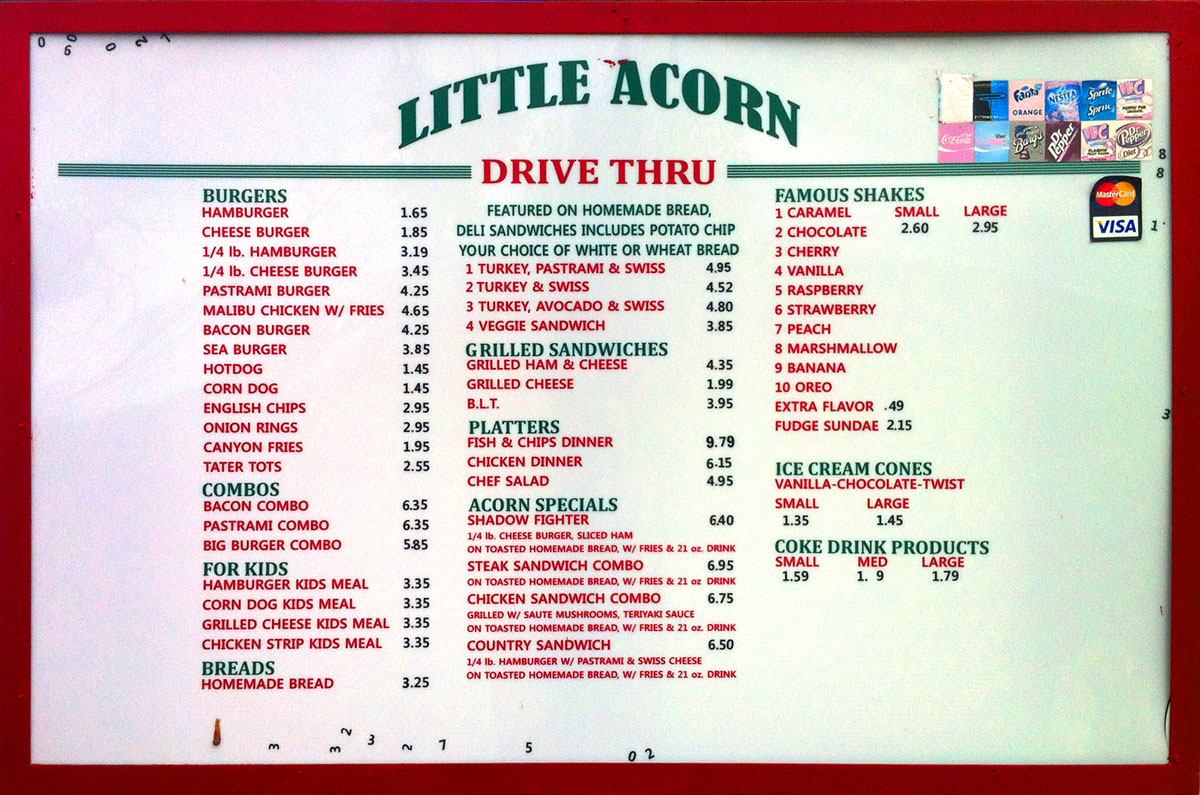 LITTLE ACORN
DRIVE THRU
BURGERS
HAMBURGER 1.65
CHEESE BURGER 1.85
1/4 lb. HAMBURGER 3.19
1/4 lb. CHEESE BURGER 3.45
PASTRAMI BURGER 4.25
MALIBU CHICKEN W/ FRIES 4.65
BACON BURGER 4.25
SEA BURGER 3.85
HOTDOG 1.45
CORN DOG 1.45
ENGLISH CHIPS 2.95
ONION RINGS 2.95
CANYON FRIES 1.95
TATER TOTS 2.55
COMBOS
BACON COMBO 6.35
PASTRAMI COMBO 6.35
BIG BURGER COMBO 5.85
FOR KIDS
HAMBURGER KIDS MEAL 3.35
CORN DOG KIDS MEAL 3.35
GRILLED CHEESE KIDS MEAL 3.35
CHICKEN STRIP KIDS MEAL 3.35
BREADS
HOMEMADE BREAD 3.25
FEATURED ON HOMEMADE BREAD,
DELI SANDWICHES INCLUDES POTATO CHIP
YOUR CHOICE OF WHITE OR WHEAT BREAD
1 TURKEY, PASTRAMI & SWISS 4.95
2 TURKEY & SWISS 4.52
3 TURKEY, AVOCADO & SWISS 4.80
4 VEGGIE SANDWICH 3.85
GRILLED SANDWICHES
GRILLED HAM & CHEESE 4.35
GRILLED CHEESE 1.99
B.L.T. 3.95
PLATTERS
FISH & CHIPS DINNER 9.79
CHICKEN DINNER 6.15
CHEF SALAD 4.95
ACORN SPECIALS
SHADOW FIGHTER 6.40
1/4 lb. CHEESE BURGER, SLICED HAM
ON TOASTED HOMEMADE BREAD, W/ FRIES & 21 oz. DRINK
STEAK SANDWICH COMBO 6.95
ON TOASTED HOMEMADE BREAD, W/ FRIES & 21 oz. DRINK
CHICKEN SANDWICH COMBO 6.75
GRILLED W/ SAUTE MUSHROOMS, TERIYAKI SAUCE
ON TOASTED HOMEMADE BREAD, W/ FRIES & 21 oz. DRINK
COUNTRY SANDWICH 6.50
1/4 lb. HAMBURGER W/ PASTRAMI & SWISS CHEESE
ON TOASTED HOMEMADE BREAD, W/ FRIES & 21 oz. DRINK
FAMOUS SHAKES
1 CARAMEL SMALL LARGE
2 CHOCOLATE 2.60 2.95
3 CHERRY
4 VANILLA
5 RASPBERRY
6 STRAWBERRY
7 PEACH
8 MARSHMALLOW
9 BANANA
10 OREO
EXTRA FLAVOR .49
FUDGE SUNDAE 2.15
ICE CREAM CONES
VANILLA-CHOCOLATE-TWIST
SMALL LARGE
1.35 1.45
COKE DRINK PRODUCTS
SMALL MED LARGE
1.59 1. 9 1.79
Fanta
ORANGE
NESTEA
Sprite
Sprite
Coca-Cola
Barq's
Dr Pepper
Dr Pepper
Diet
MasterCard
VISA